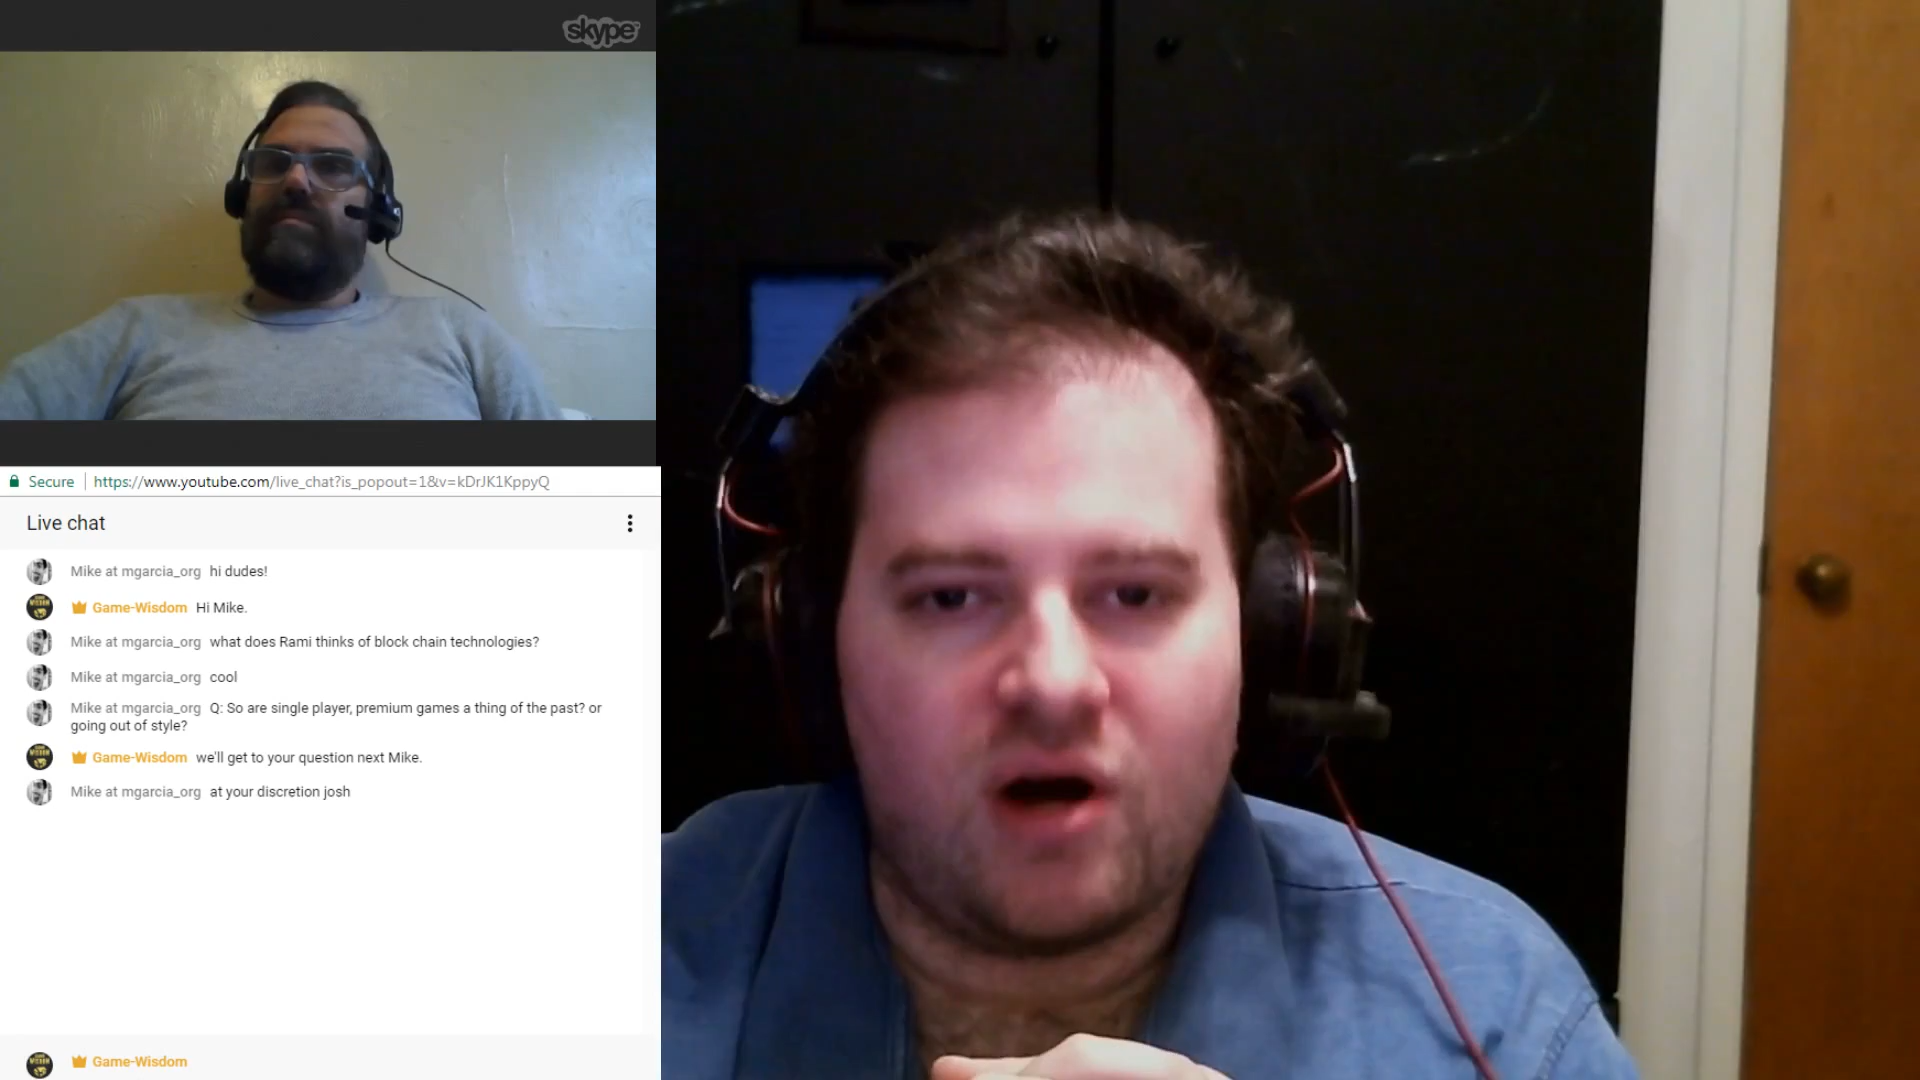 skype
Secure https://www.youtube.com/live_chat?is_popout=1&v=kDrJK1KppyQ
Live chat
Mike at mgarcia_org hi dudes!
Game-Wisdom Hi Mike.
Mike at mgarcia_org what does Rami thinks of block chain technologies?
Mike at mgarcia_org cool
Mike at mgarcia_org Q: So are single player, premium games a thing of the past? or
going out of style?
Game-Wisdom we'll get to your question next Mike.
Mike at mgarcia_org at your discretion josh
Game-Wisdom